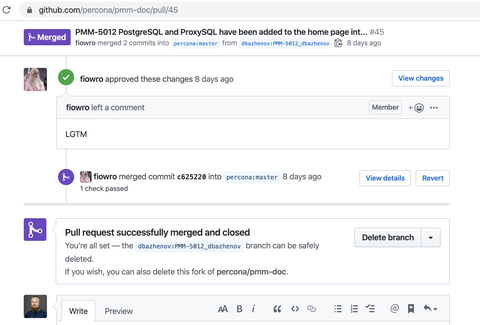 github.com/percona/pmm-doc/pull/45
Merged
PMM-5012 PostgreSQL and ProxySQL have been added to the home page int... #45
fiowro merged 2 commits into percona:master from dbazhenov:PMM-5012_dbazhenov 8 days ago
fiowro approved these changes 8 days ago
View changes
fiowro left a comment
Member
LGTM
fiowro merged commit c625220 into percona:master 8 days ago
View details
Revert
1 check passed
Pull request successfully merged and closed
You're all set — the dbazhenov:PMM-5012_dbazhenov branch can be safely
deleted.
If you wish, you can also delete this fork of percona/pmm-doc.
Delete branch
Write
Preview
AA B i